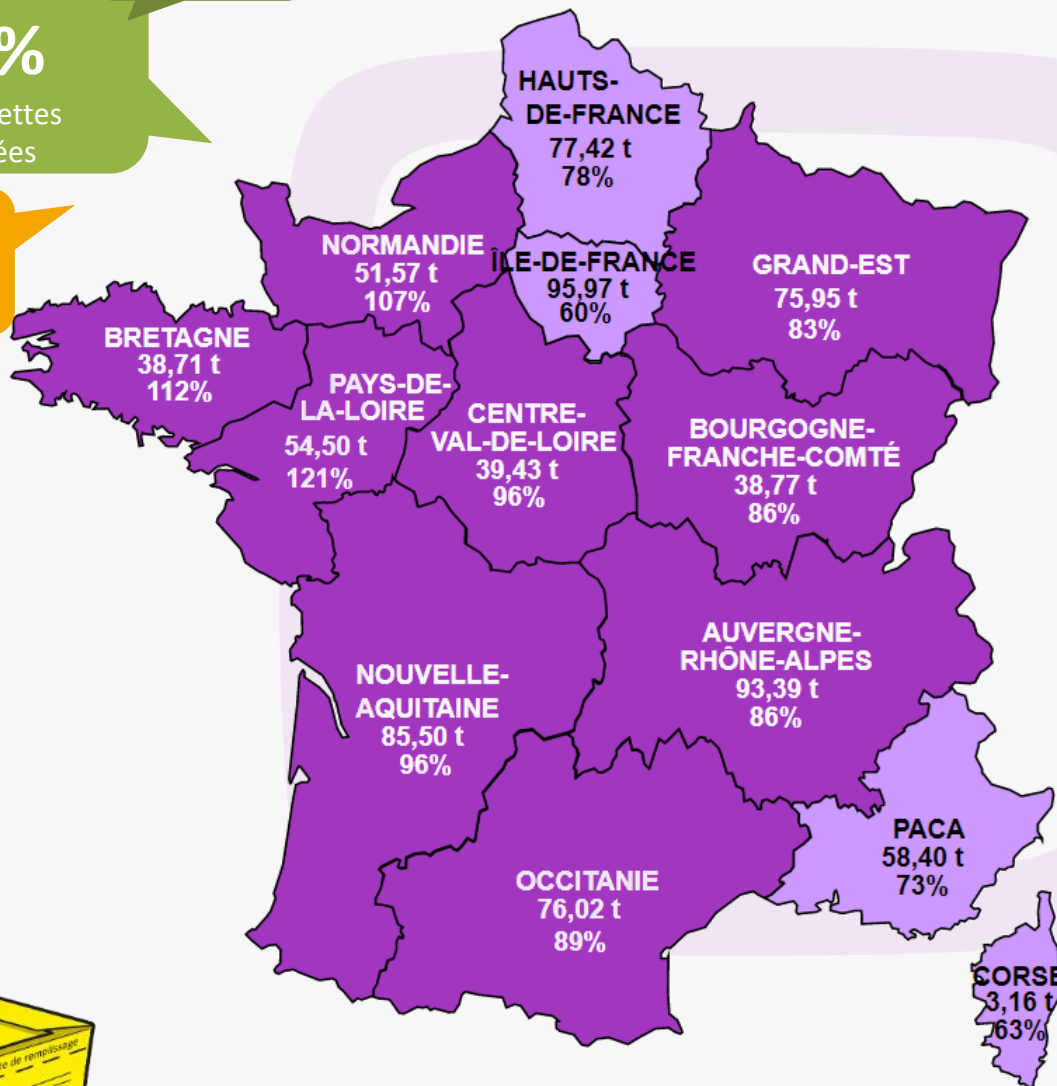 %
ettes
ées
HAUTS-
DE-FRANCE
77,42 t
78%
NORMANDIE
51,57 t
107%
ÎLE-DE-FRANCE
95,97 t
60%
GRAND-EST
75,95 t
83%
BRETAGNE
38,71 t
112%
PAYS-DE-
LA-LOIRE
54,50 t
121%
CENTRE-
VAL-DE-LOIRE
39,43 t
96%
BOURGOGNE-
FRANCHE-COMTÉ
38,77 t
86%
AUVERGNE-
RHÔNE-ALPES
93,39 t
86%
NOUVELLE-
AQUITAINE
85,50 t
96%
PACA
58,40 t
73%
OCCITANIE
76,02 t
89%
CORSE
3,16 t
63%
te de remplissage